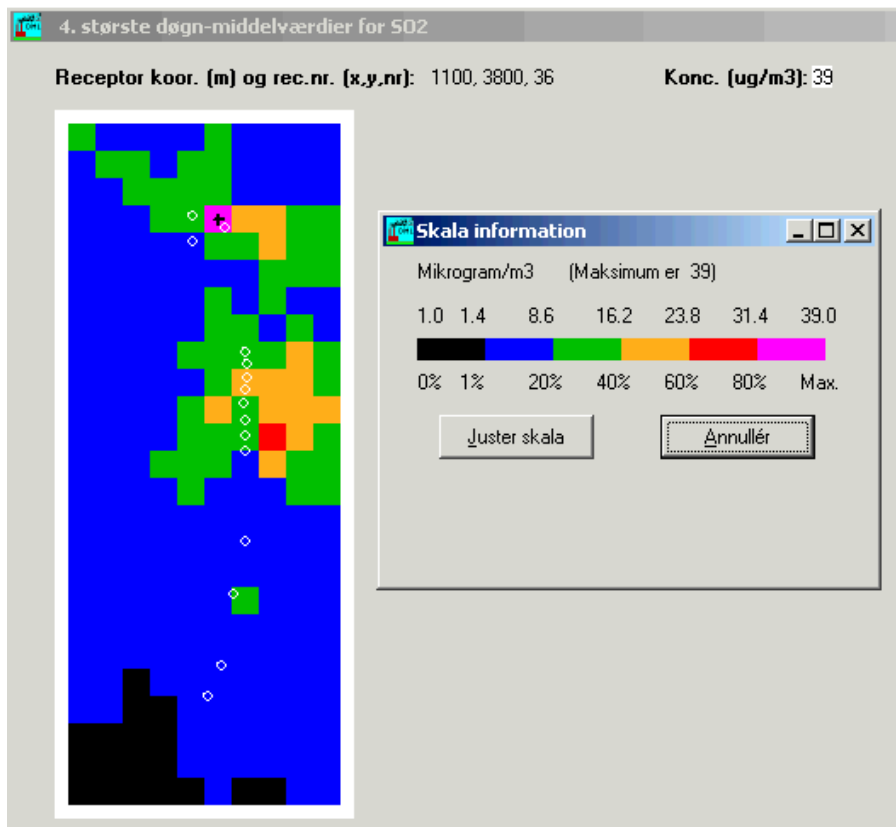 4. største døgn-middelværdier for SO2
Receptor koor. (m) og rec.nr. (x,y,nr): 1100, 3800, 36 Konc. (ug/m3): 39
Skala information
Mikrogram/m3 (Maksimum er 39)
1.0 1.4 8.6 16.2 23.8 31.4 39.0
0% 1% 20% 40% 60% 80% Max.
Juster skala Annullér